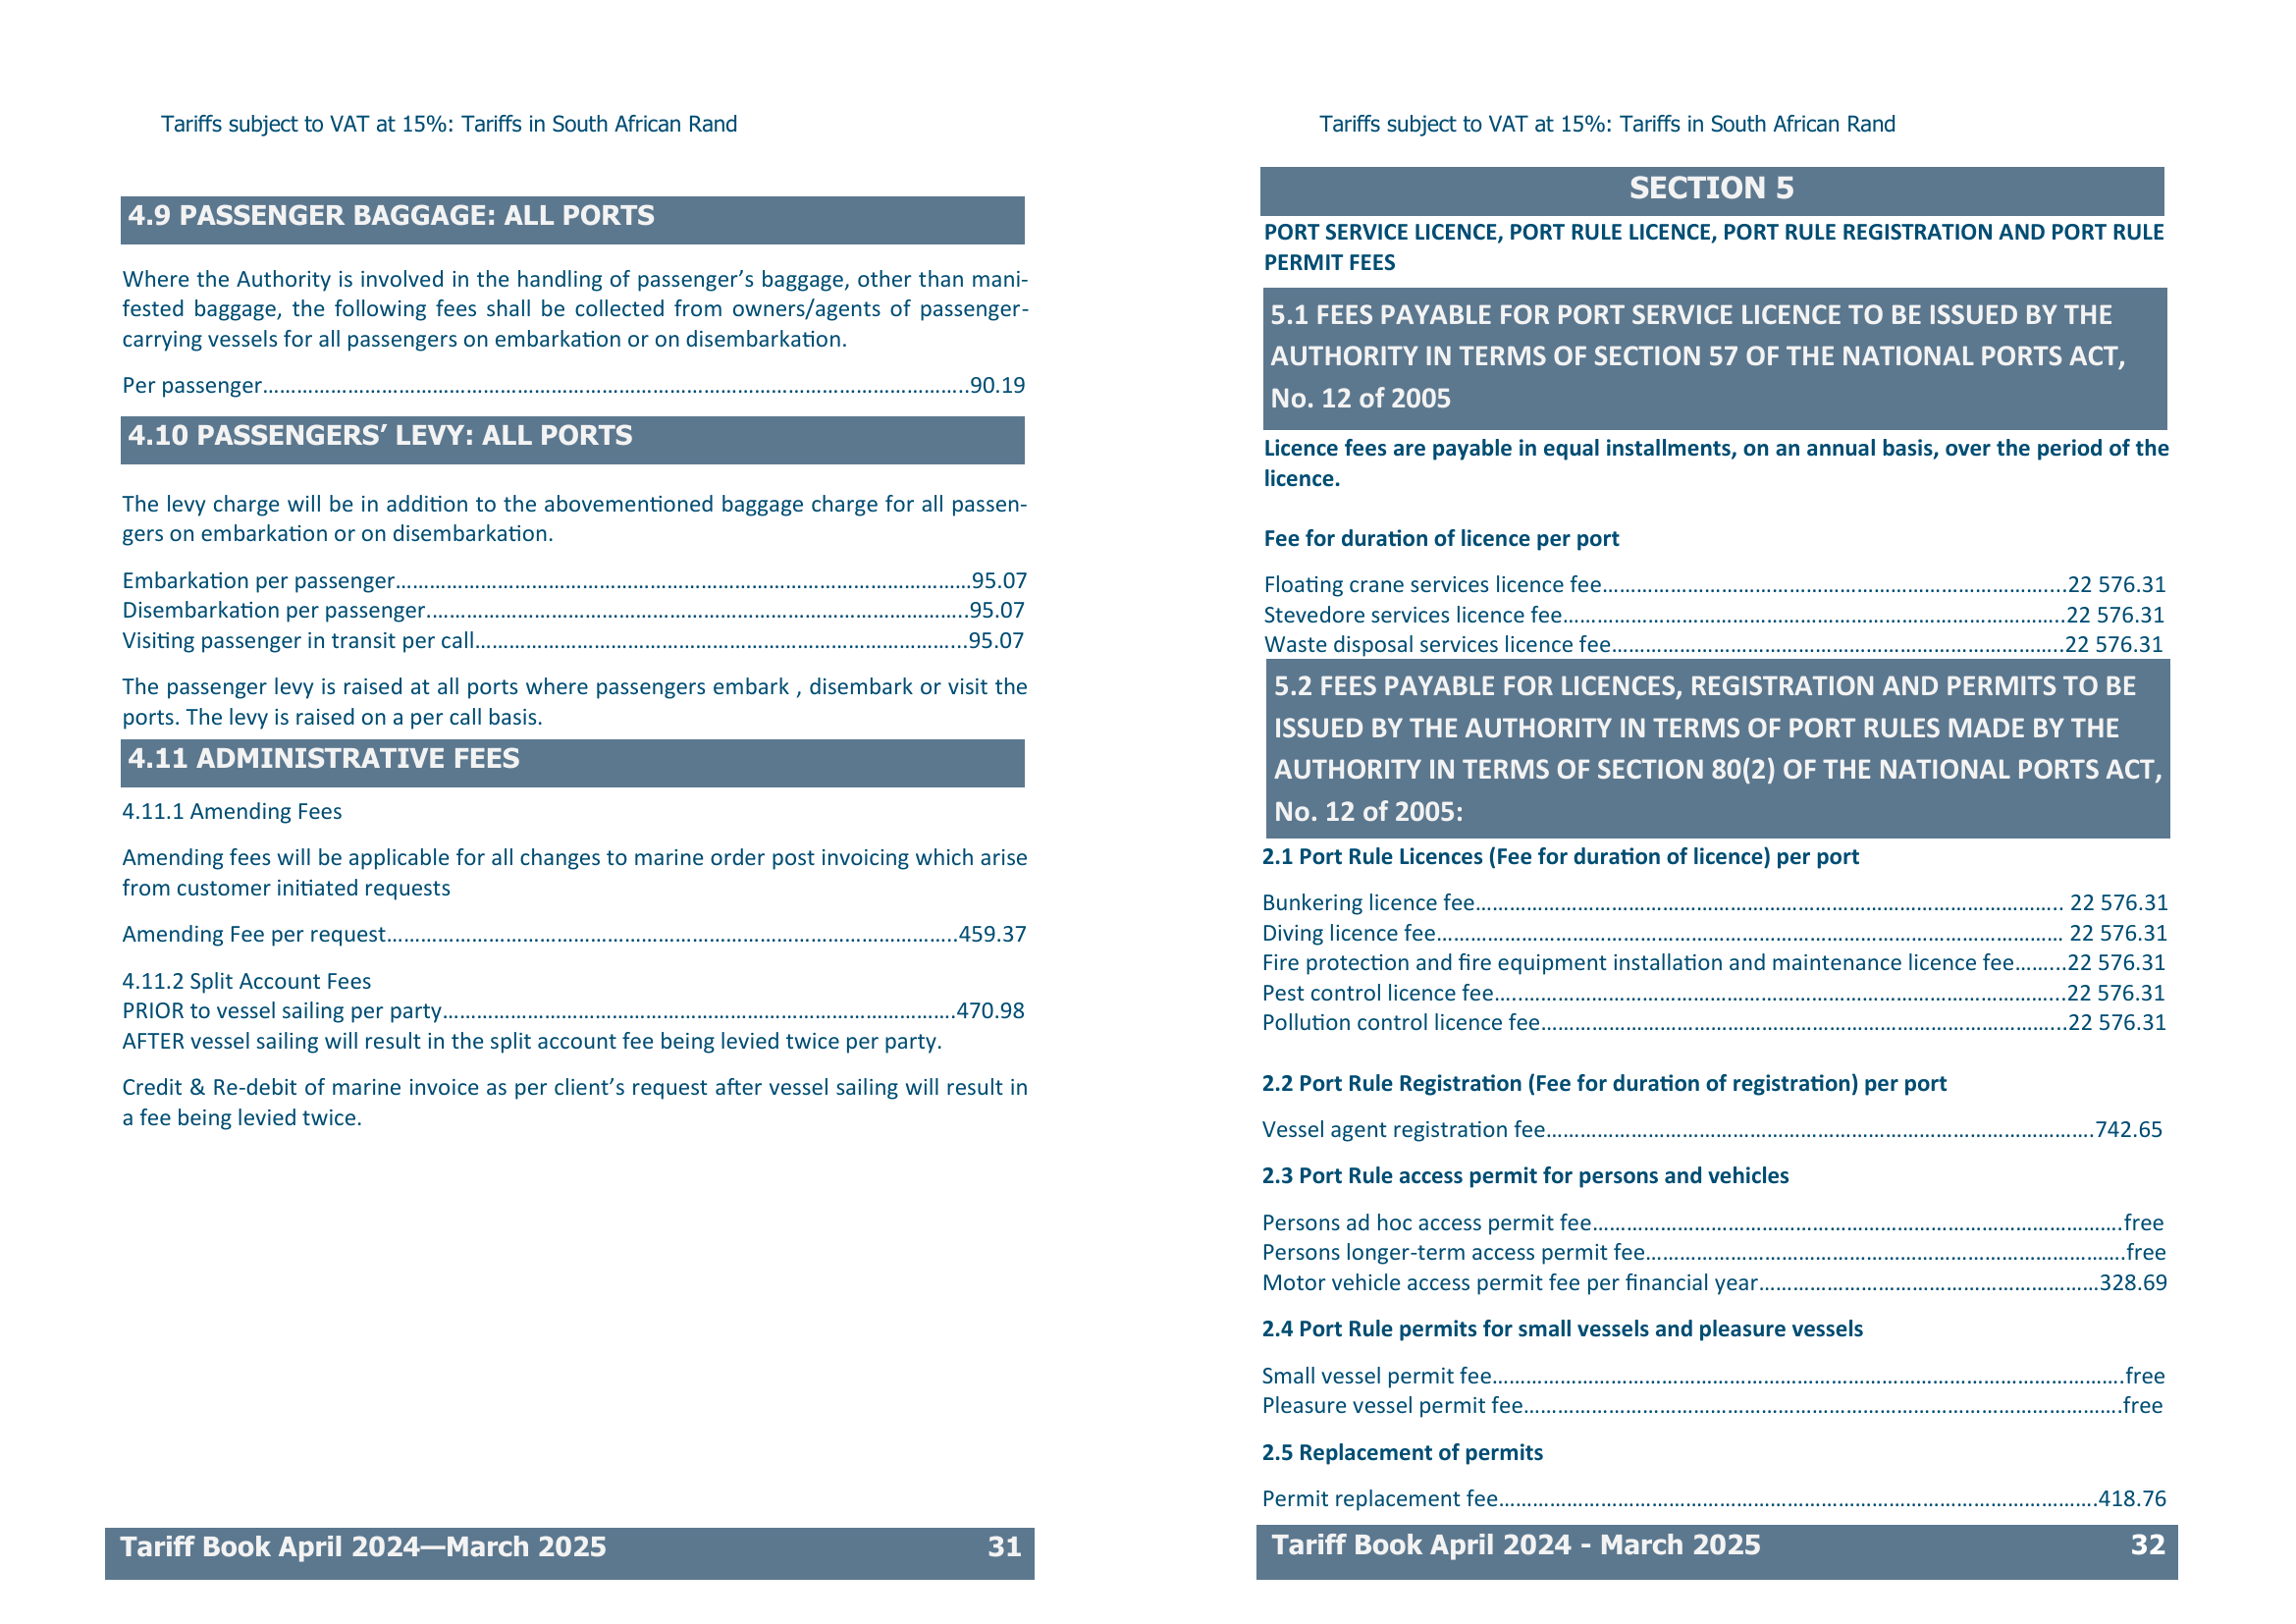 Tariffs subject to VAT at 15%: Tariffs in South African Rand
4.9 PASSENGER BAGGAGE: ALL PORTS
Where the Authority is involved in the handling of passenger’s baggage, other than mani-
fested baggage, the following fees shall be collected from owners/agents of passenger-
carrying vessels for all passengers on embarkation or on disembarkation.
Per passenger……………………………………………………………………………………..90.19
4.10 PASSENGERS’ LEVY: ALL PORTS
The levy charge will be in addition to the abovementioned baggage charge for all passen-
gers on embarkation or on disembarkation.
Embarkation per passenger………………………………………………………………………95.07
Disembarkation per passenger…………………………………………………………………..95.07
Visiting passenger in transit per call……………………………………………………………...95.07
The passenger levy is raised at all ports where passengers embark , disembark or visit the
ports. The levy is raised on a per call basis.
4.11 ADMINISTRATIVE FEES
4.11.1 Amending Fees
Amending fees will be applicable for all changes to marine order post invoicing which arise
from customer initiated requests
Amending Fee per request……………………………………………………………………..459.37
4.11.2 Split Account Fees
PRIOR to vessel sailing per party……………………………………………………………….470.98
AFTER vessel sailing will result in the split account fee being levied twice per party.
Credit & Re-debit of marine invoice as per client’s request after vessel sailing will result in
a fee being levied twice.
Tariff Book April 2024—March 2025 31
Tariffs subject to VAT at 15%: Tariffs in South African Rand
SECTION 5
PORT SERVICE LICENCE, PORT RULE LICENCE, PORT RULE REGISTRATION AND PORT RULE
PERMIT FEES
5.1 FEES PAYABLE FOR PORT SERVICE LICENCE TO BE ISSUED BY THE
AUTHORITY IN TERMS OF SECTION 57 OF THE NATIONAL PORTS ACT,
No. 12 of 2005
Licence fees are payable in equal installments, on an annual basis, over the period of the
licence.
Fee for duration of licence per port
Floating crane services licence fee………………………………………………………....22 576.31
Stevedore services licence fee……………………………………………………………..22 576.31
Waste disposal services licence fee………………………………………………………..22 576.31
5.2 FEES PAYABLE FOR LICENCES, REGISTRATION AND PERMITS TO BE
ISSUED BY THE AUTHORITY IN TERMS OF PORT RULES MADE BY THE
AUTHORITY IN TERMS OF SECTION 80(2) OF THE NATIONAL PORTS ACT,
No. 12 of 2005:
2.1 Port Rule Licences (Fee for duration of licence) per port
Bunkering licence fee……………………………………………………………………….. 22 576.31
Diving licence fee…………………………………………………………………………… 22 576.31
Fire protection and fire equipment installation and maintenance licence fee……...22 576.31
Pest control licence fee…..…………………………………………………………………...22 576.31
Pollution control licence fee………………………………………………………………...22 576.31
2.2 Port Rule Registration (Fee for duration of registration) per port
Vessel agent registration fee………………………………………………………………….742.65
2.3 Port Rule access permit for persons and vehicles
Persons ad hoc access permit fee……………………………………………………………….free
Persons longer-term access permit fee………………………………………………………….free
Motor vehicle access permit fee per financial year…………………………………………328.69
2.4 Port Rule permits for small vessels and pleasure vessels
Small vessel permit fee…………………………………………………………………………….free
Pleasure vessel permit fee……………………………………………………………………….free
2.5 Replacement of permits
Permit replacement fee……………………………………………………………………….418.76
Tariff Book April 2024 - March 2025 32